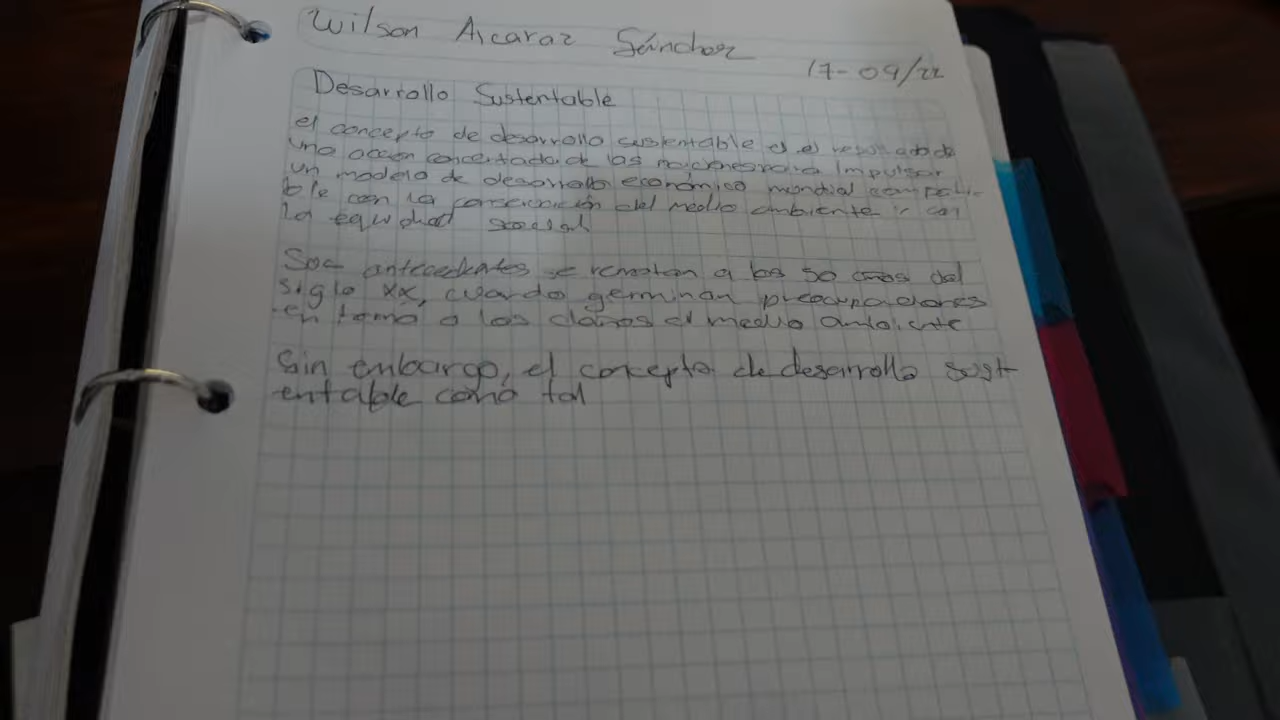 Wilson Alcaraz Sánchez
17-09/22
Desarrollo Sustentable
el concepto de desarrollo sustentable es el resultado de
una accion concertada de las naciones para Impulsar
un modelo de desarrollo económico mundial compati-
ble con la conservación del medio ambiente y con
la equidad social
Sus antecedentes se remontan a los 50 años del
siglo XX, cuando germinan preocupaciones
en torno a los daños al medio ambiente
Sin embargo, el concepto de desarrollo sust-
entable como tal